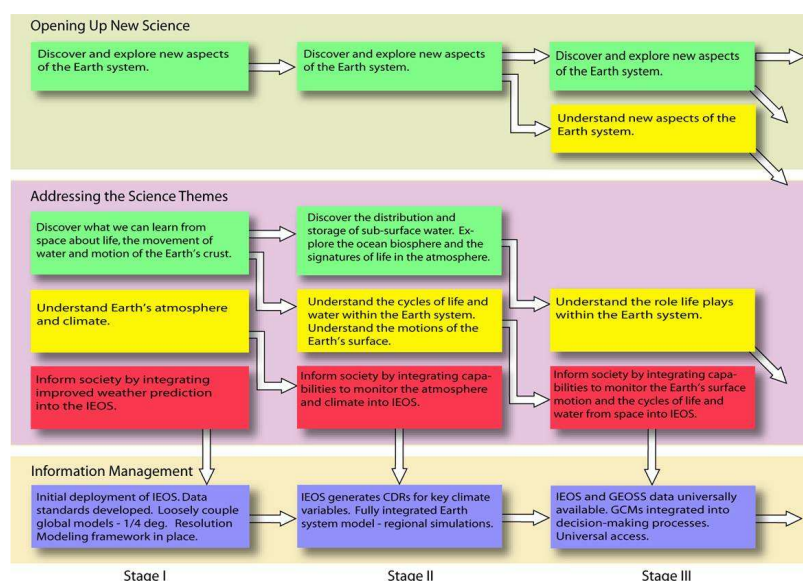 Opening Up New Science
Discover and explore new aspects
of the Earth system.
Discover and explore new aspects
of the Earth system.
Discover and explore new aspects
of the Earth system.
Understand new aspects of the
Earth system.
Addressing the Science Themes
Discover what we can learn from
space about life, the movement of
water and motion of the Earth's crust.
Discover the distribution and
storage of sub-surface water. Ex-
plore the ocean biosphere and the
signatures of life in the atmosphere.
Understand Earth's atmosphere
and climate.
Understand the cycles of life and
water within the Earth system.
Understand the motions of the
Earth's surface.
Understand the role life plays
within the Earth system.
Inform society by integrating
improved weather prediction
into the IEOS.
Inform society by integrating capa-
bilities to monitor the atmosphere
and climate into IEOS.
Inform society by integrating capa-
bilities to monitor the Earth's surface
motion and the cycles of life and
water from space into IEOS.
Information Management
Initial deployment of IEOS. Data
standards developed. Loosely couple
global models - 1/4 deg. Resolution
Modeling framework in place.
IEOS generates CDRs for key climate
variables. Fully integrated Earth
system model - regional simulations.
IEOS and GEOSS data universally
available. GCMs integrated into
decision-making processes.
Universal access.
Stage I
Stage II
Stage III